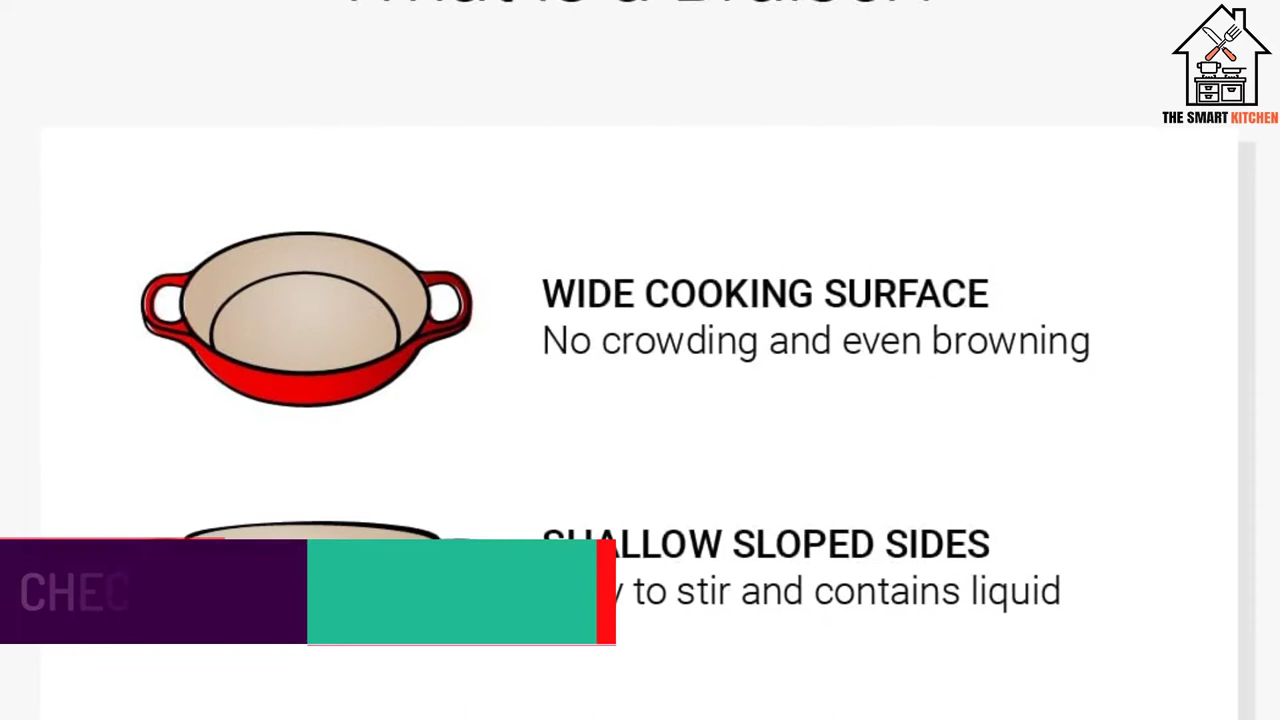 THE SMART KITCHEN
WIDE COOKING SURFACE
No crowding and even browning
SHALLOW SLOPED SIDES
to stir and contains liquid